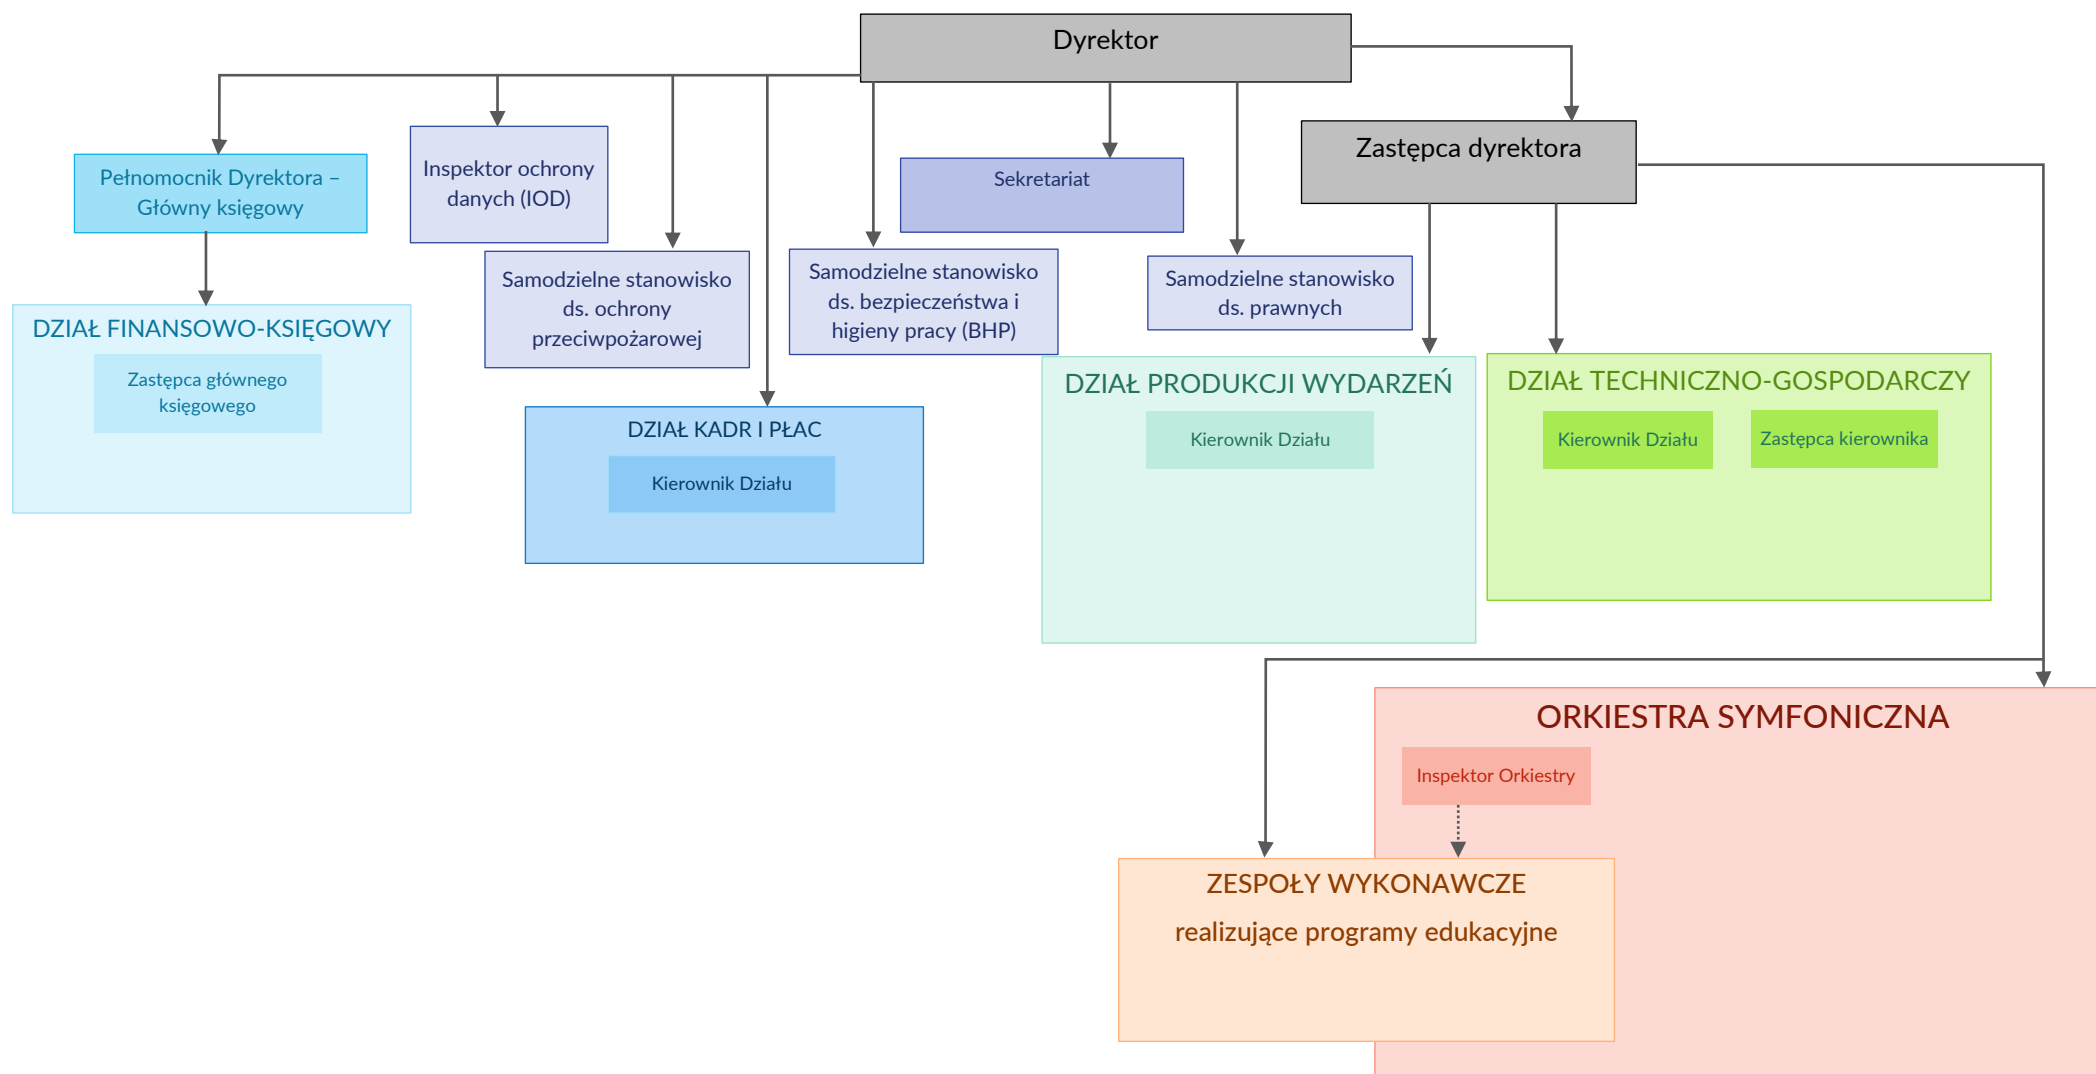 Dyrektor
Zastępca dyrektora
Pełnomocnik Dyrektora –
Główny księgowy
Inspektor ochrony
danych (IOD)
Sekretariat
Samodzielne stanowisko
ds. ochrony
przeciwpożarowej
Samodzielne stanowisko
ds. bezpieczeństwa i
higieny pracy (BHP)
Samodzielne stanowisko
ds. prawnych
DZIAŁ FINANSOWO-KSIĘGOWY
Zastępca głównego
księgowego
DZIAŁ KADR I PŁAC
Kierownik Działu
DZIAŁ PRODUKCJI WYDARZEŃ
Kierownik Działu
DZIAŁ TECHNICZNO-GOSPODARCZY
Kierownik Działu
Zastępca kierownika
ORKIESTRA SYMFONICZNA
Inspektor Orkiestry
ZESPOŁY WYKONAWCZE
realizujące programy edukacyjne